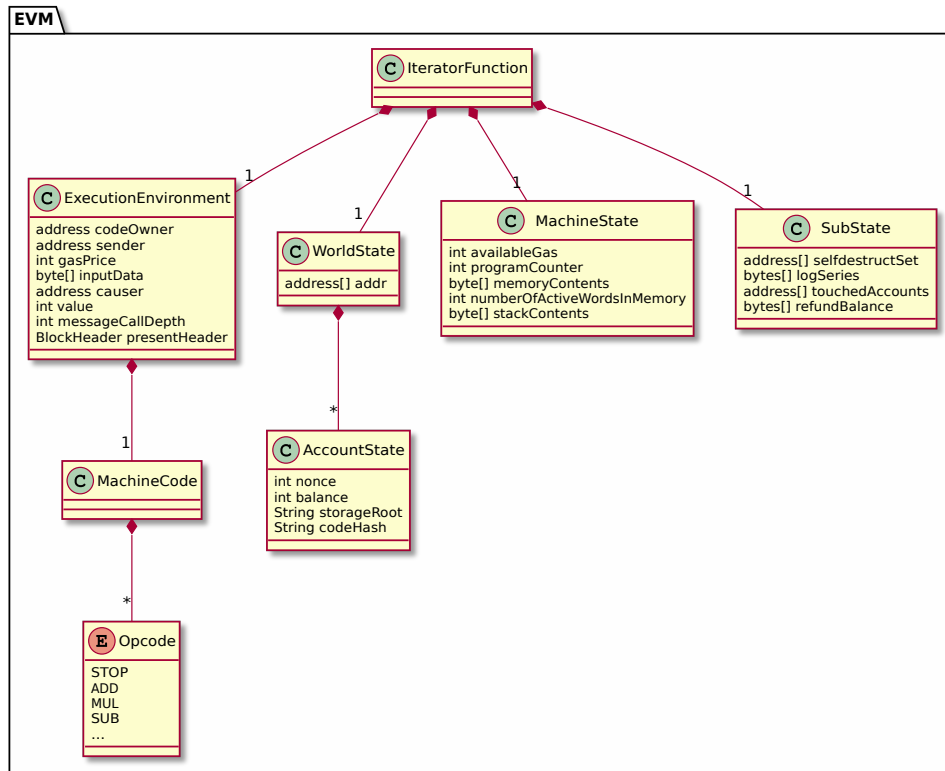 EVM
C IteratorFunction
1
1
1
1
C ExecutionEnvironment
address codeOwner
address sender
int gasPrice
byte[] inputData
address causer
int value
int messageCallDepth
BlockHeader presentHeader
C WorldState
address[] addr
C MachineState
int availableGas
int programCounter
byte[] memoryContents
int numberOfActiveWordsInMemory
byte[] stackContents
C SubState
address[] selfdestructSet
bytes[] logSeries
address[] touchedAccounts
bytes[] refundBalance
1
*
C MachineCode
C AccountState
int nonce
int balance
String storageRoot
String codeHash
*
E Opcode
STOP
ADD
MUL
SUB
...